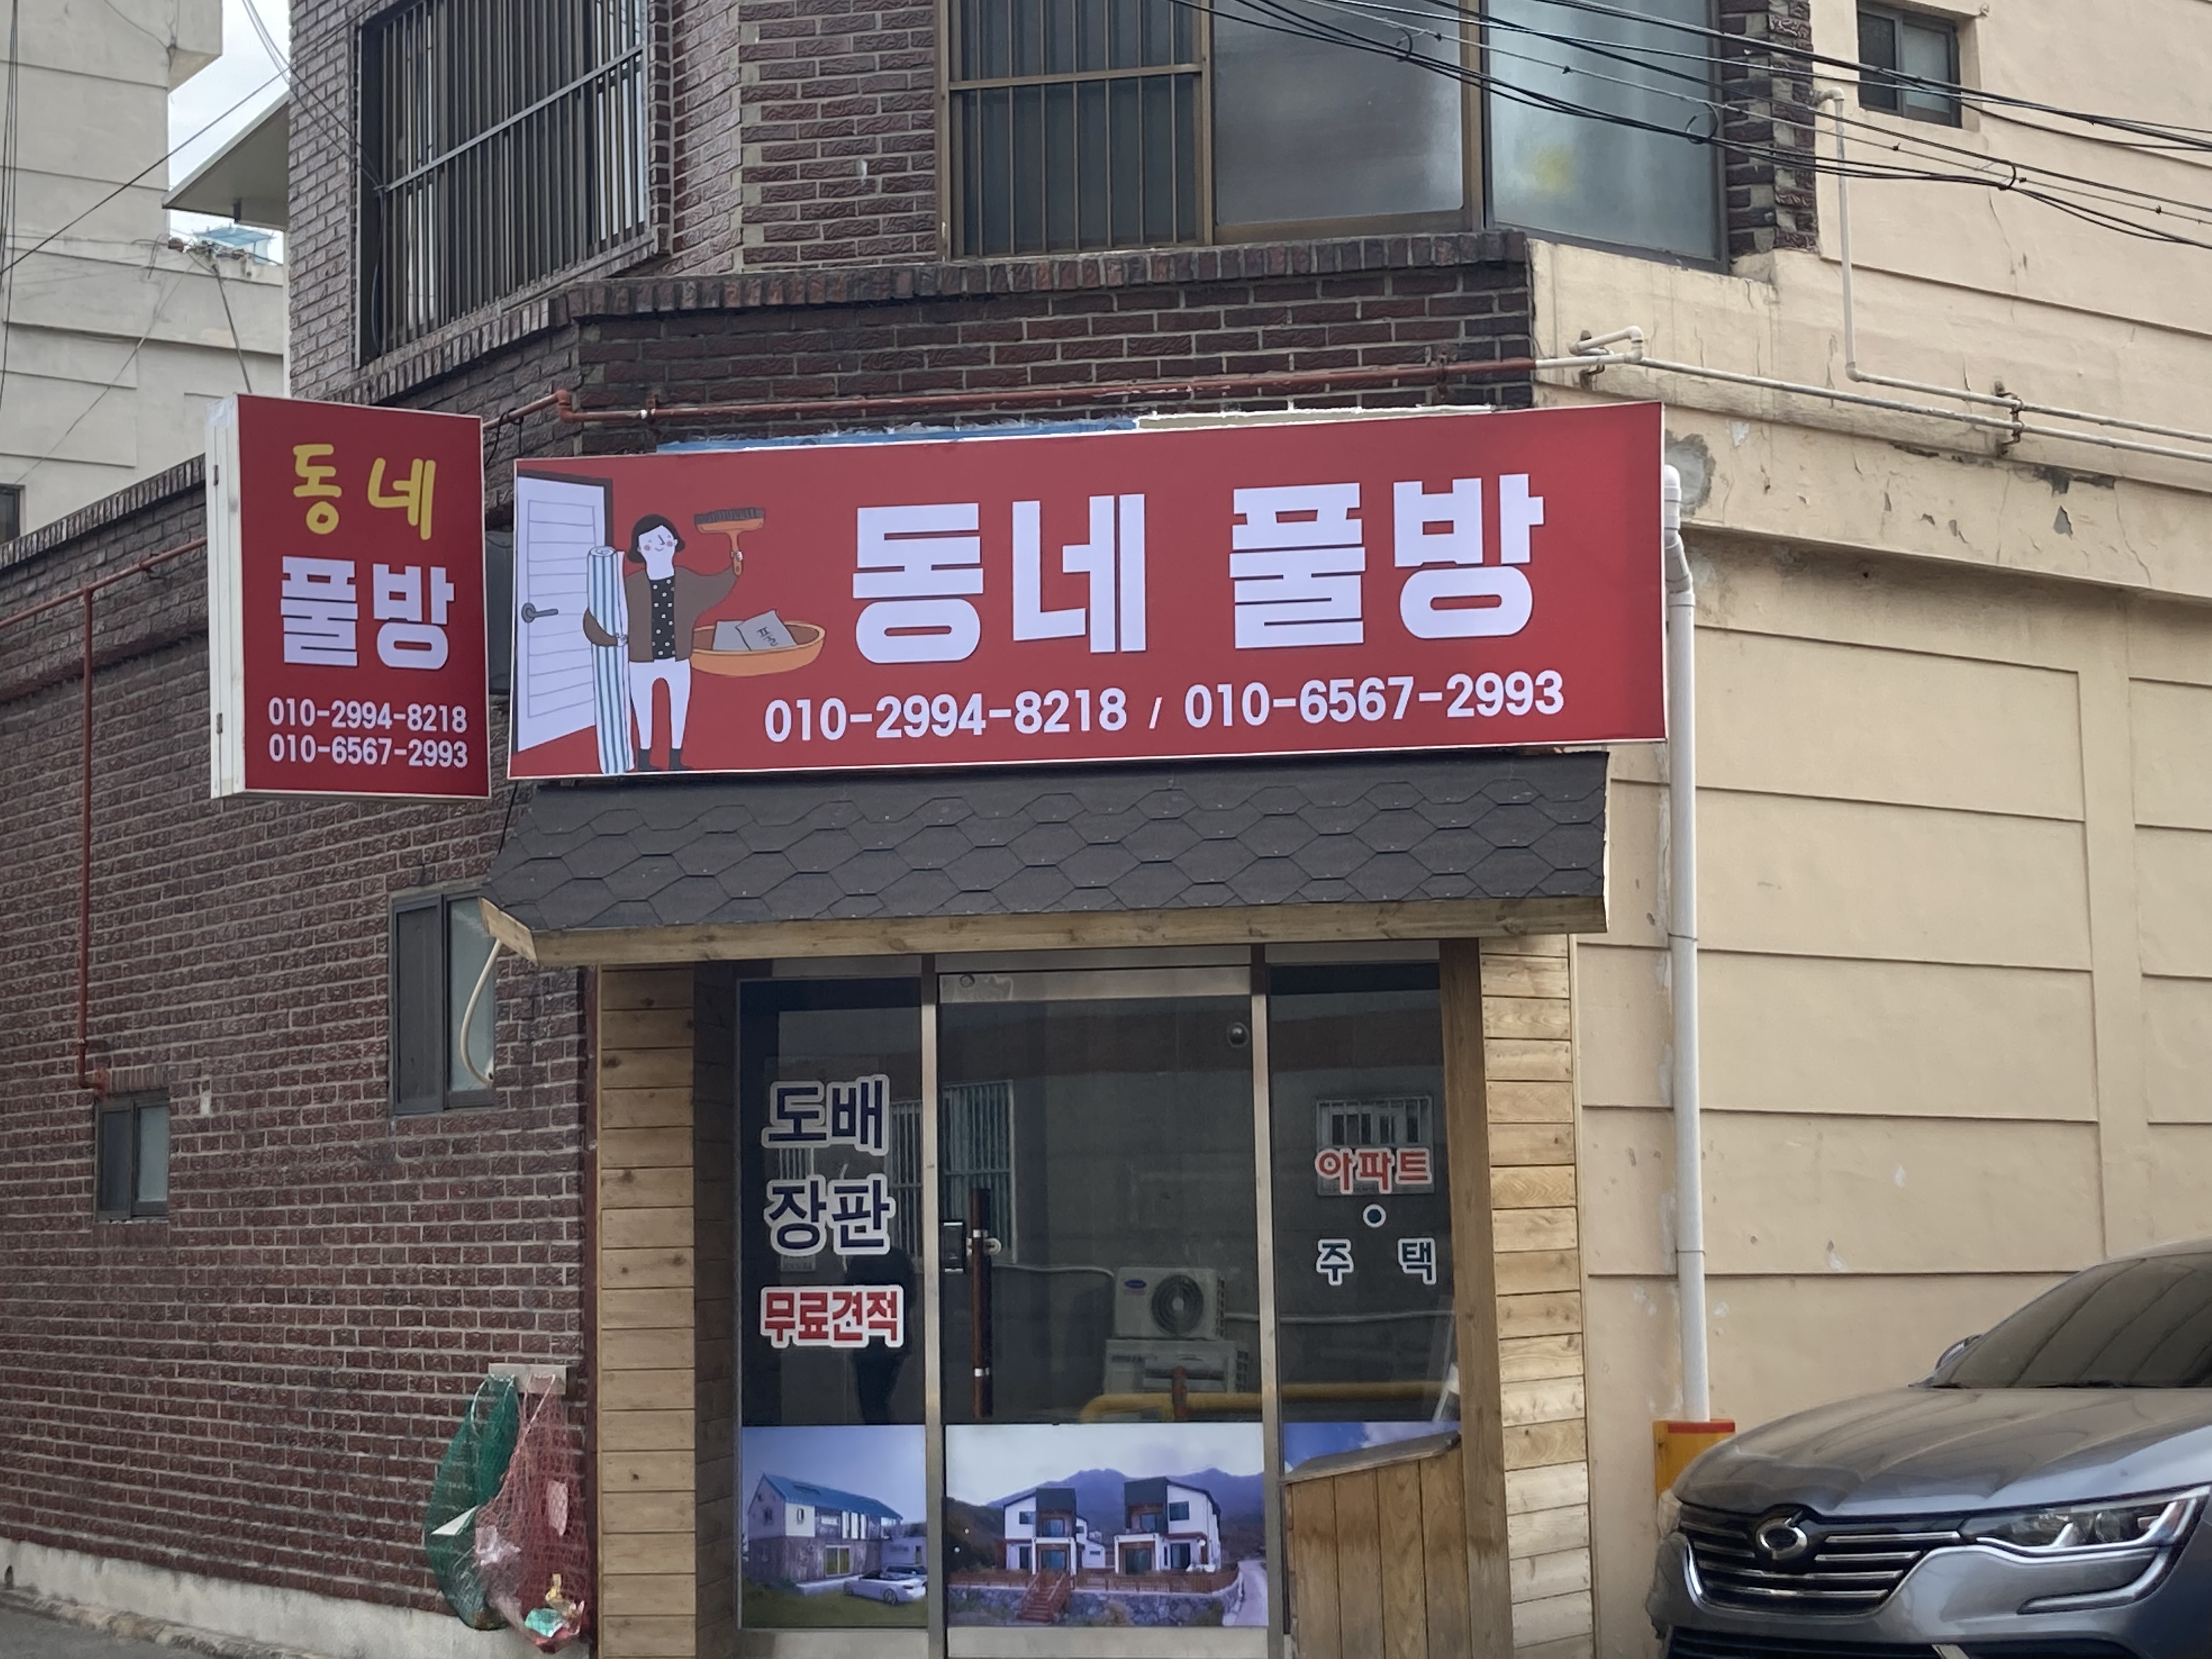 동네
풀방
010-2994-8218
010-6567-2993
동네 풀방
풀
010-2994-8218 / 010-6567-2993
도배
장판
무료견적
아파트
주택